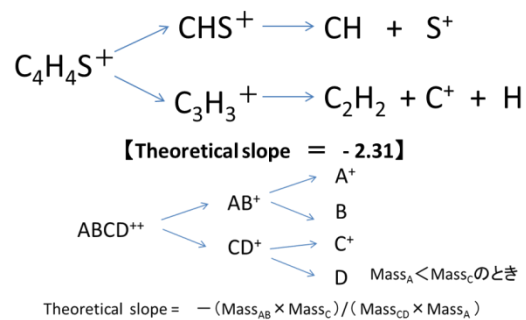 CHS⁺ CH + S⁺
C₄H₄S⁺
C₃H₃⁺ C₂H₂ + C⁺ + H
【Theoretical slope = - 2.31】
A⁺
AB⁺
B
ABCD⁺⁺
CD⁺ C⁺
D Mass_A<Mass_Cのとき
Theoretical slope = −(Mass_AB × Mass_C)/(Mass_CD × Mass_A)